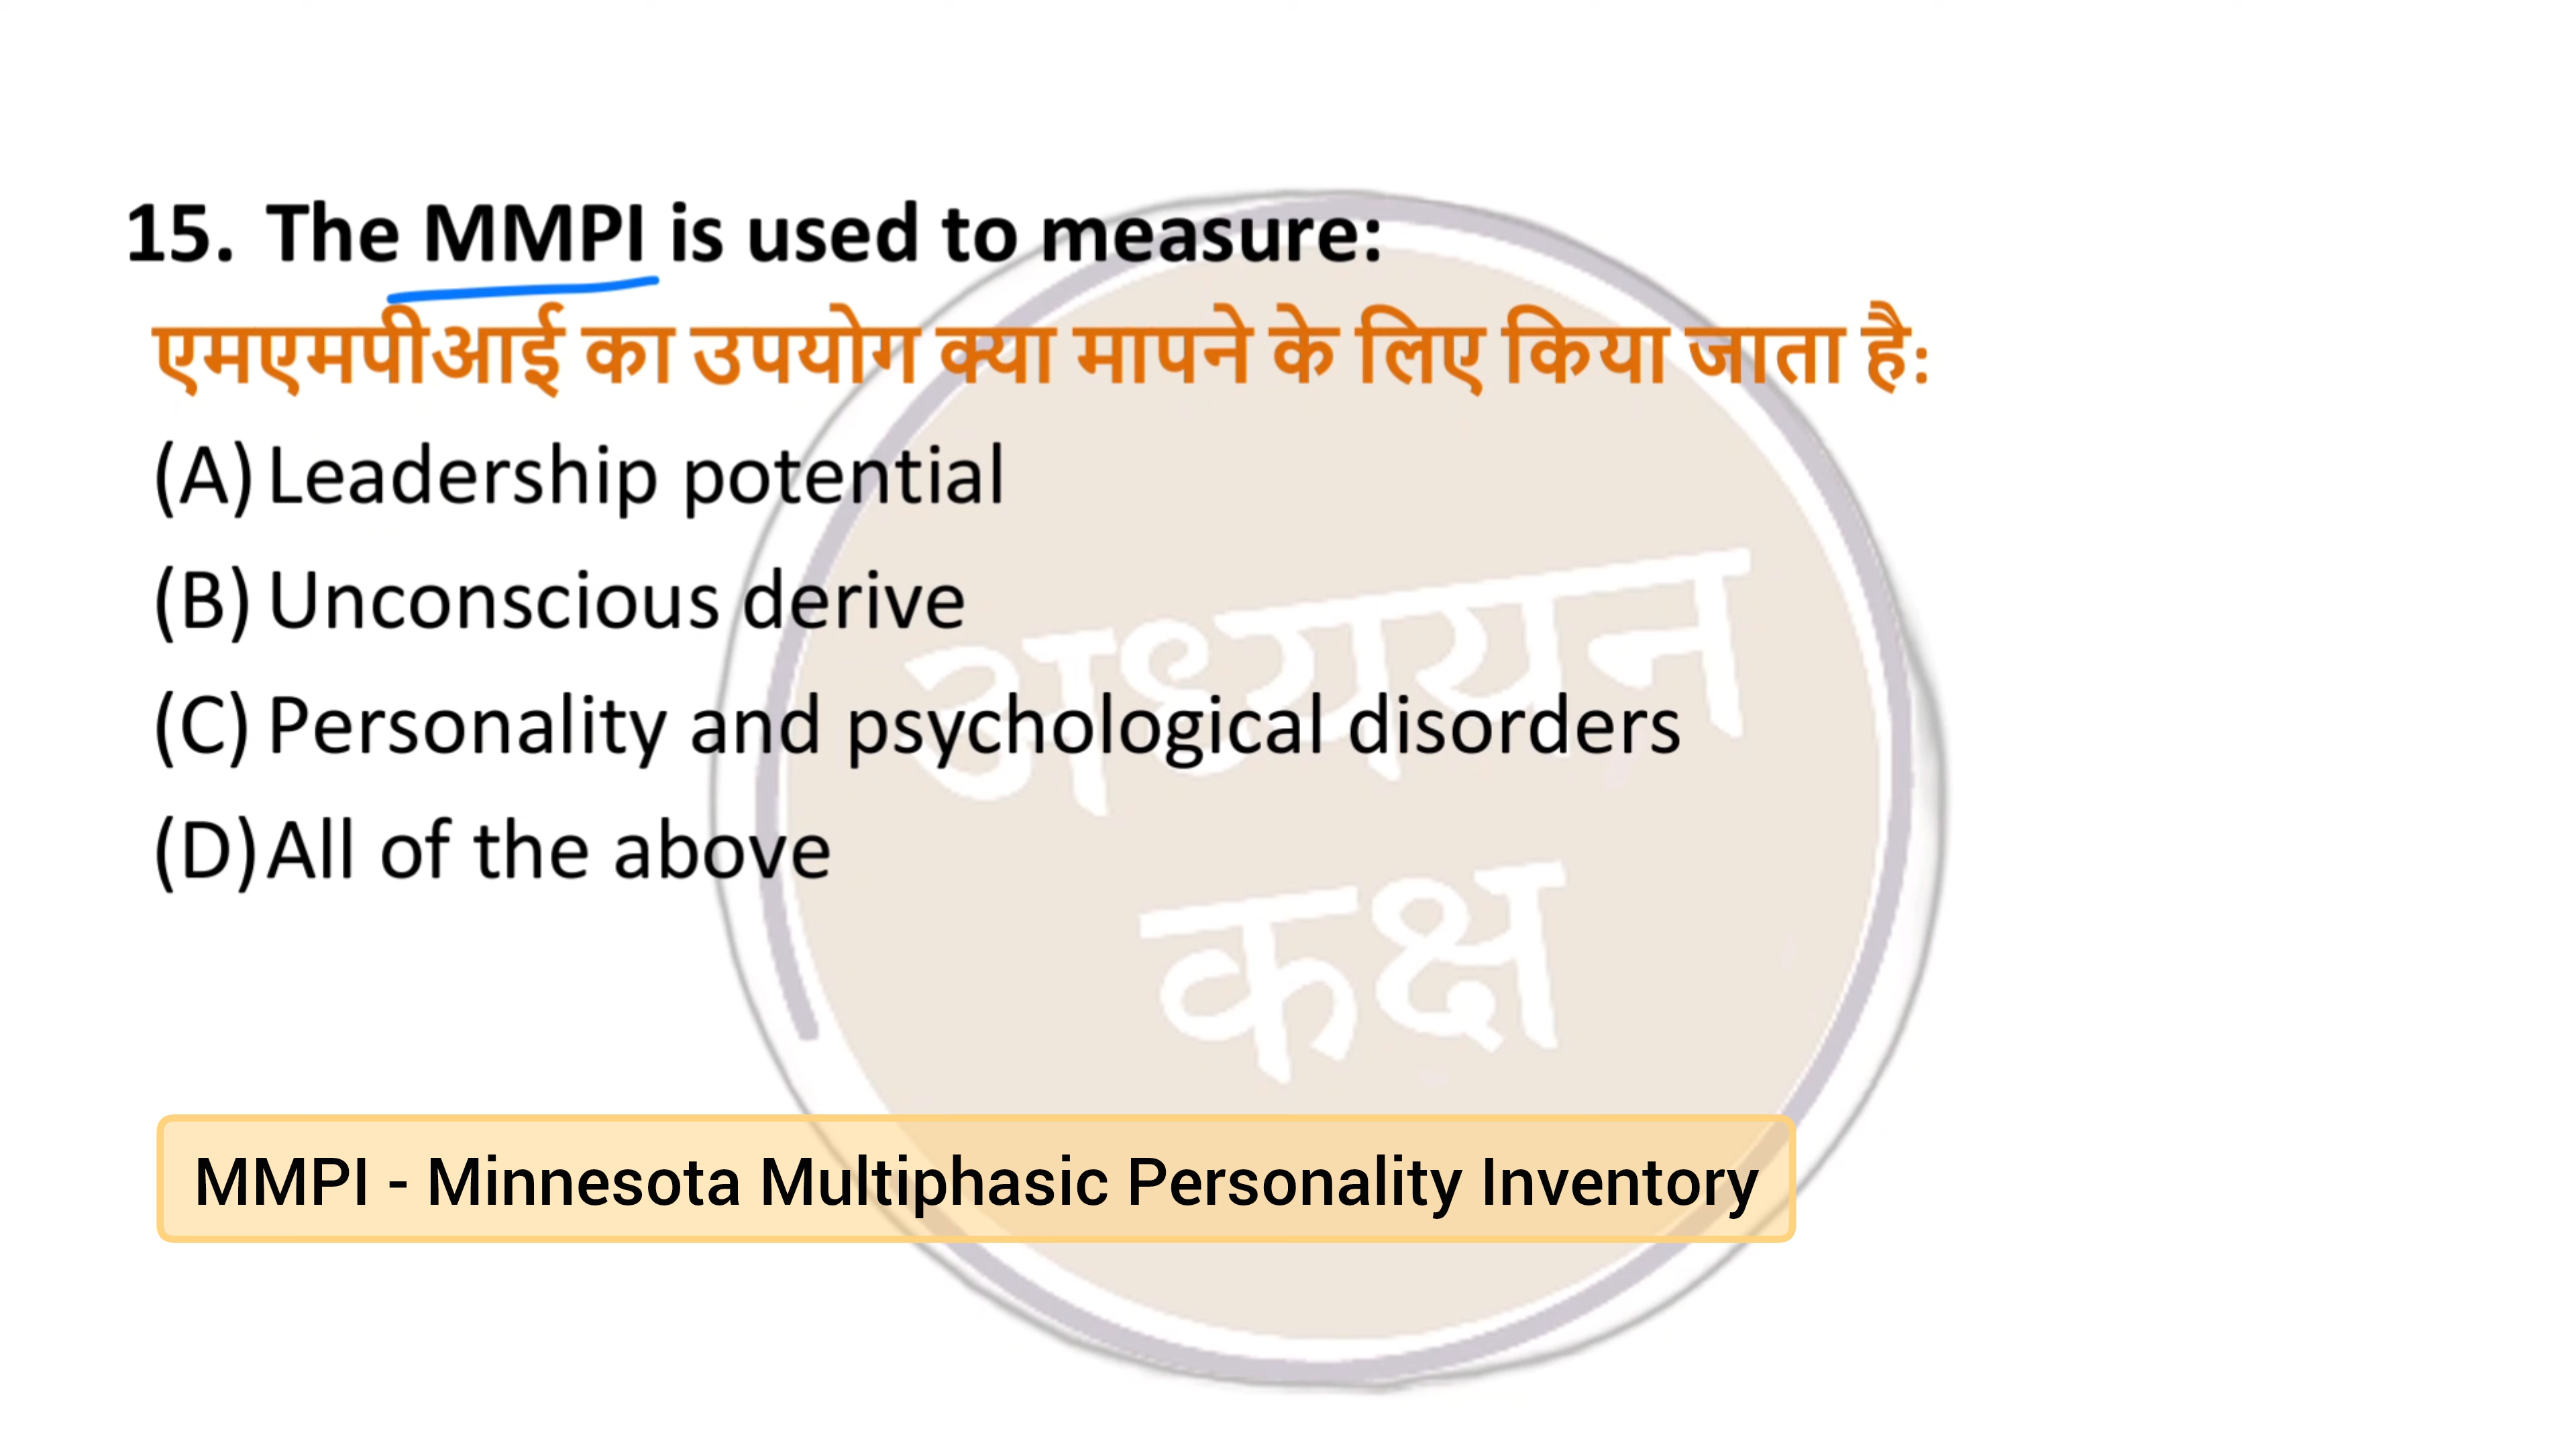 15. The MMPI is used to measure:
एमएमपीआई का उपयोग क्या मापने के लिए किया जाता है:
(A) Leadership potential
(B) Unconscious derive
(C) Personality and psychological disorders
(D) All of the above
अध्ययन
कक्ष
MMPI - Minnesota Multiphasic Personality Inventory